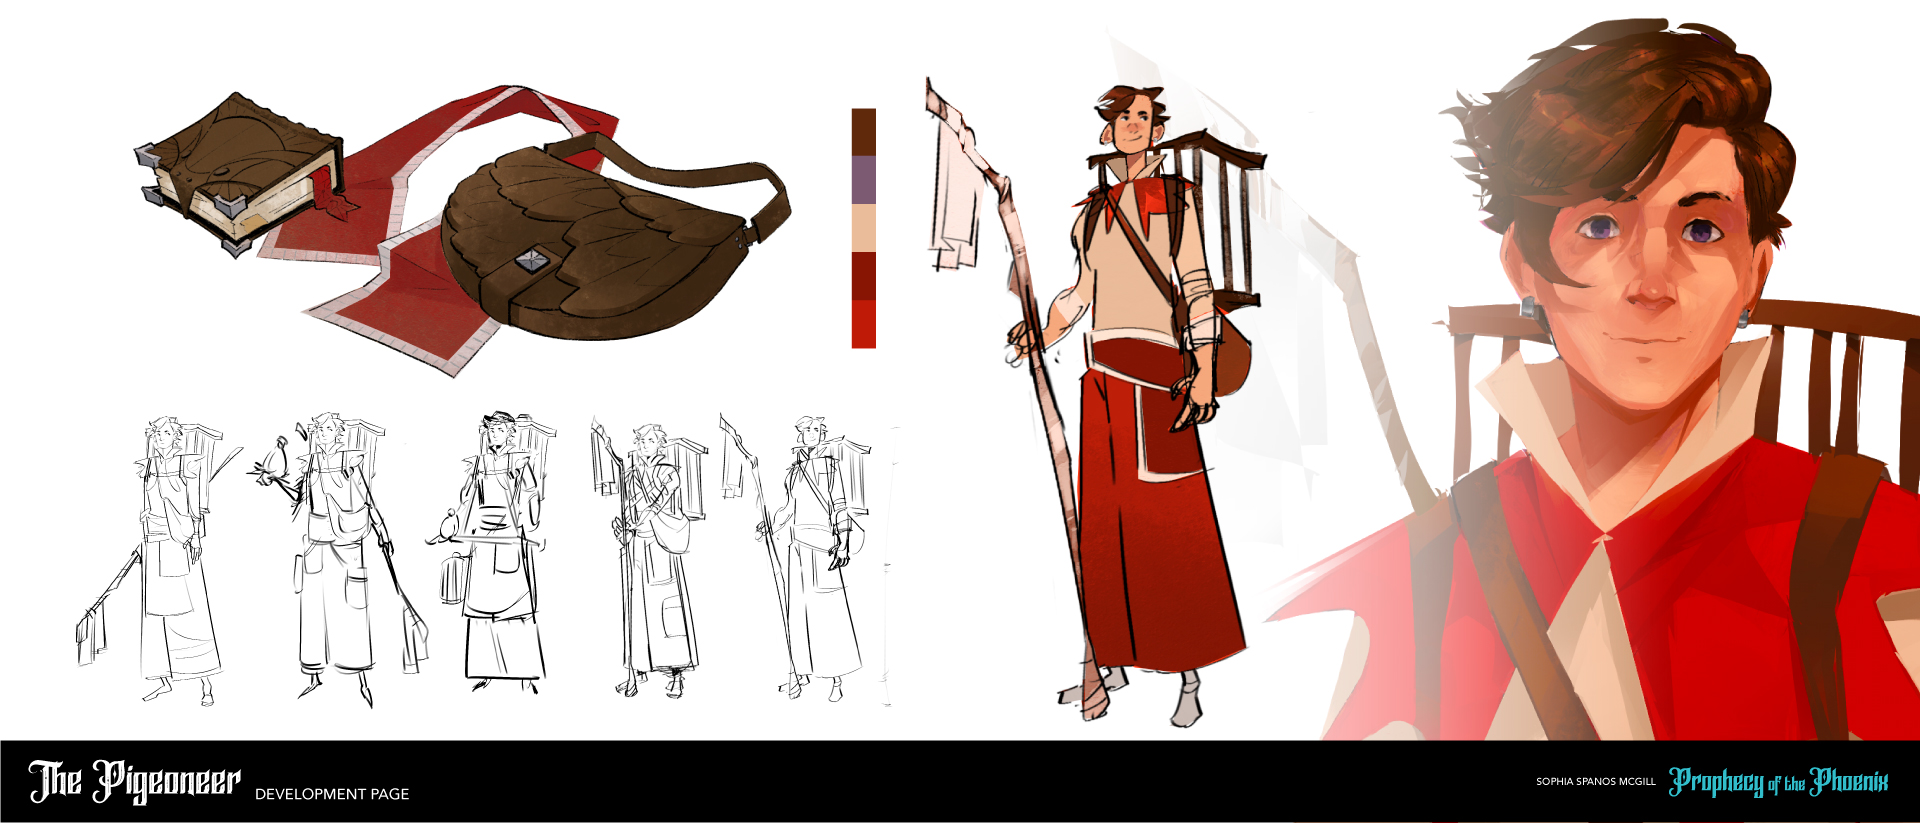 The Pigeoneer
DEVELOPMENT PAGE
SOPHIA SPANOS MCGILL
Prophecy of the Phoenix